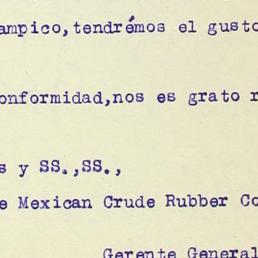 ampico,tendrémos el gusto
onformidad,nos es grato r
s y SS.,SS.,
e Mexican Crude Rubber Co
Gerente General